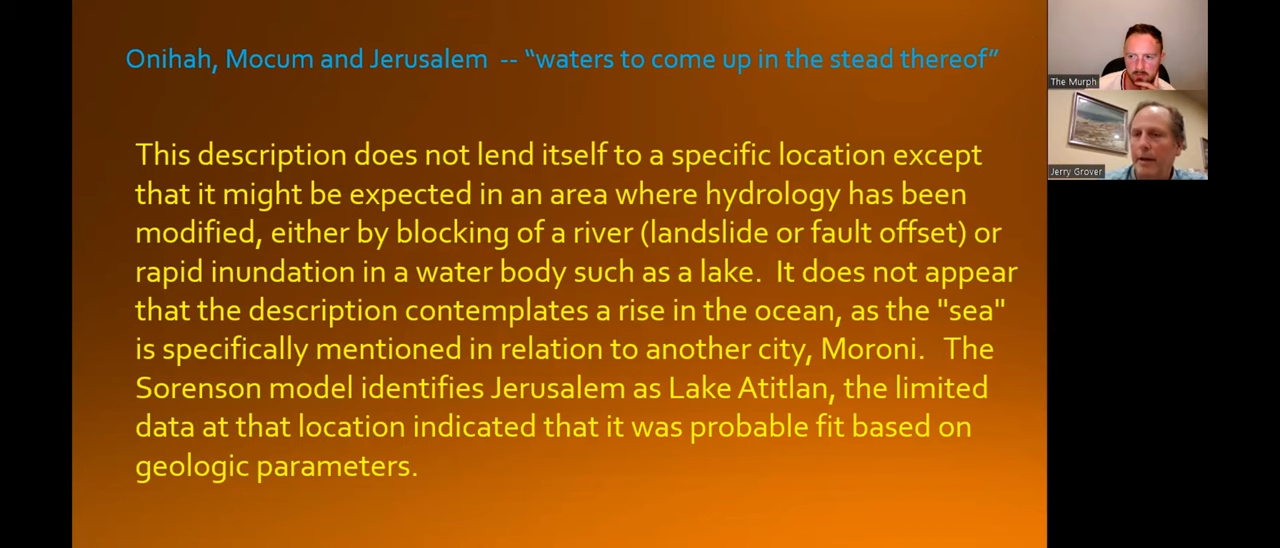 Onihah, Mocum and Jerusalem -- “waters to come up in the stead thereof”
This description does not lend itself to a specific location except
that it might be expected in an area where hydrology has been
modified, either by blocking of a river (landslide or fault offset) or
rapid inundation in a water body such as a lake. It does not appear
that the description contemplates a rise in the ocean, as the "sea"
is specifically mentioned in relation to another city, Moroni. The
Sorenson model identifies Jerusalem as Lake Atitlan, the limited
data at that location indicated that it was probable fit based on
geologic parameters.
The Murph
Jerry Grover